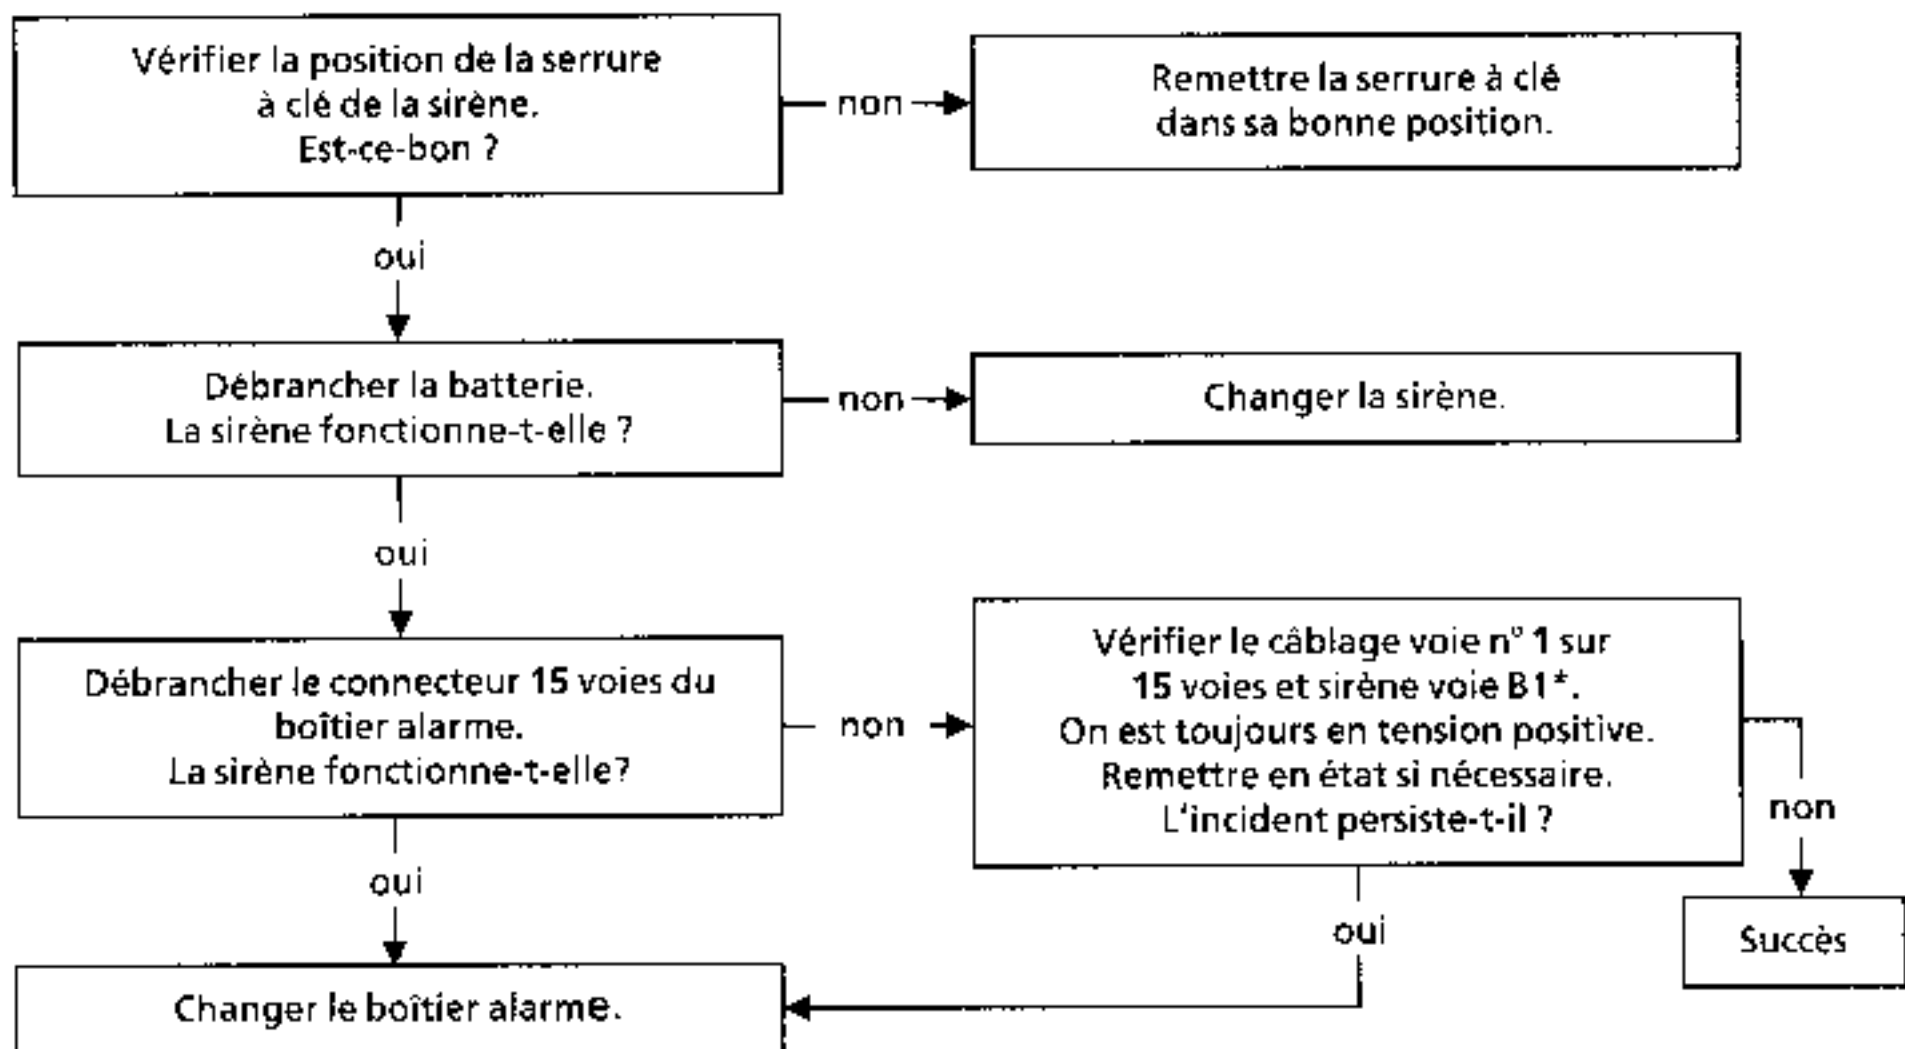 Vérifier la position de la serrure
à clé de la sirène.
Est-ce-bon ?
non
Remettre la serrure à clé
dans sa bonne position.
oui
Débrancher la batterie.
La sirène fonctionne-t-elle ?
non
Changer la sirène.
oui
Débrancher le connecteur 15 voies du
boîtier alarme.
La sirène fonctionne-t-elle?
non
Vérifier le câblage voie n° 1 sur
15 voies et sirène voie B1*.
On est toujours en tension positive.
Remettre en état si nécessaire.
L'incident persiste-t-il ?
non
oui
oui
Succès
Changer le boîtier alarme.